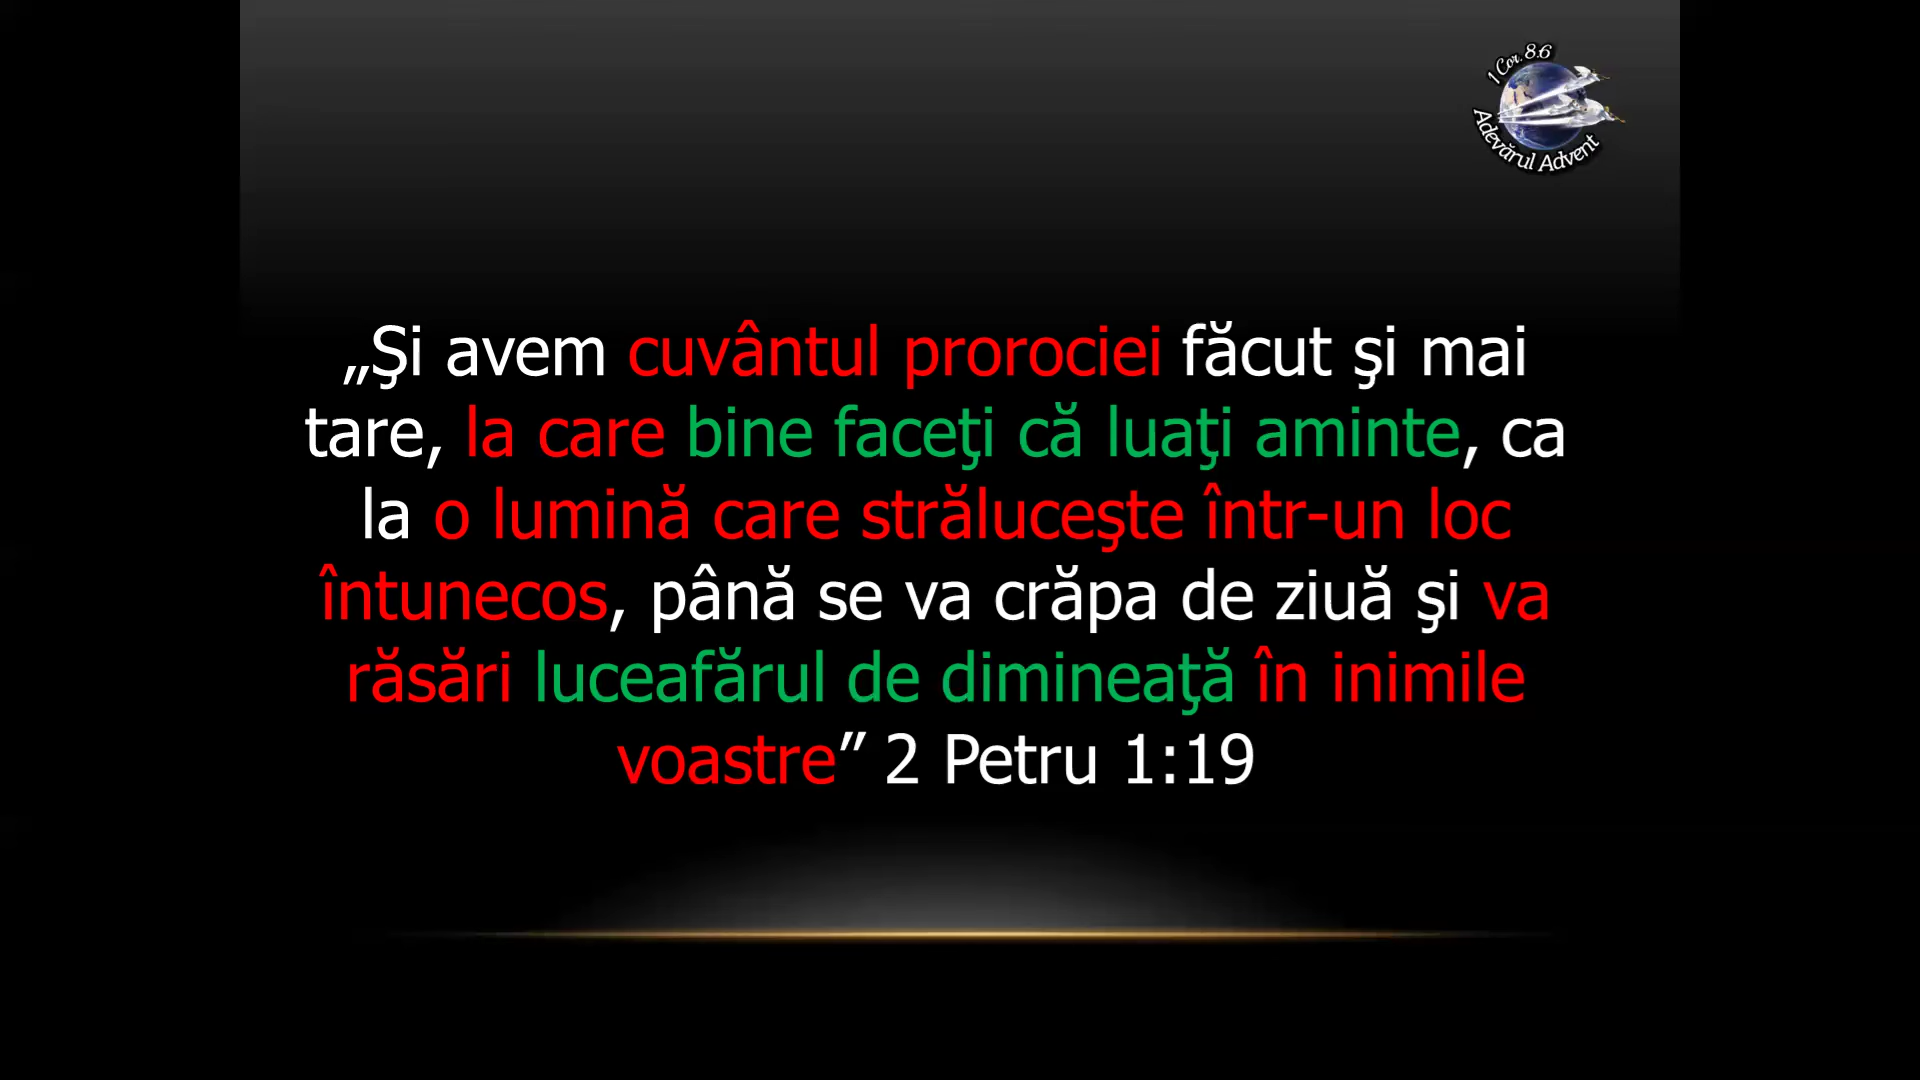 1 Cor. 8:6
Adevărul Advent
„Şi avem cuvântul prorociei făcut şi mai
tare, la care bine faceţi că luaţi aminte, ca
la o lumină care străluceşte într-un loc
întunecos, până se va crăpa de ziuă şi va
răsări luceafărul de dimineaţă în inimile
voastre” 2 Petru 1:19